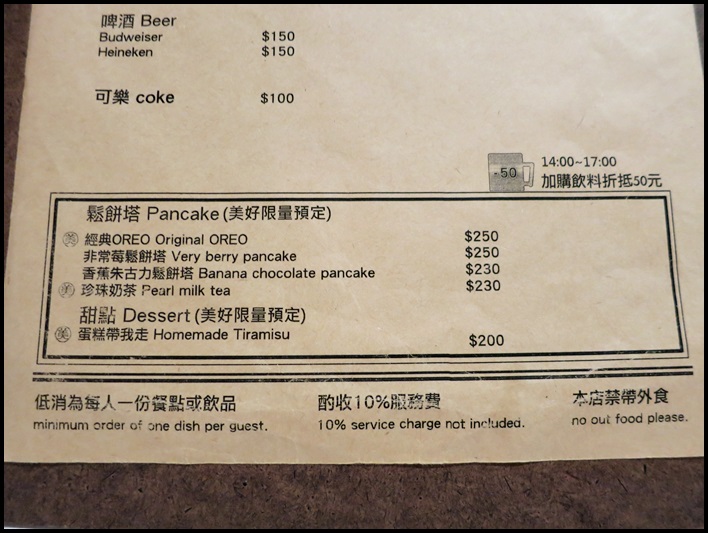 啤酒 Beer
Budweiser $150
Heineken $150
可樂 coke $100
-50 14:00~17:00
加購飲料折抵50元
鬆餅塔 Pancake (美好限量預定)
美 經典OREO Original OREO $250
非常莓鬆餅塔 Very berry pancake $250
香蕉朱古力鬆餅塔 Banana chocolate pancake $230
美 珍珠奶茶 Pearl milk tea $230
甜點 Dessert (美好限量預定)
美 蛋糕帶我走 Homemade Tiramisu $200
低消為每人一份餐點或飲品
minimum order of one dish per guest.
酌收10%服務費
10% service charge not included.
本店禁帶外食
no out food please.